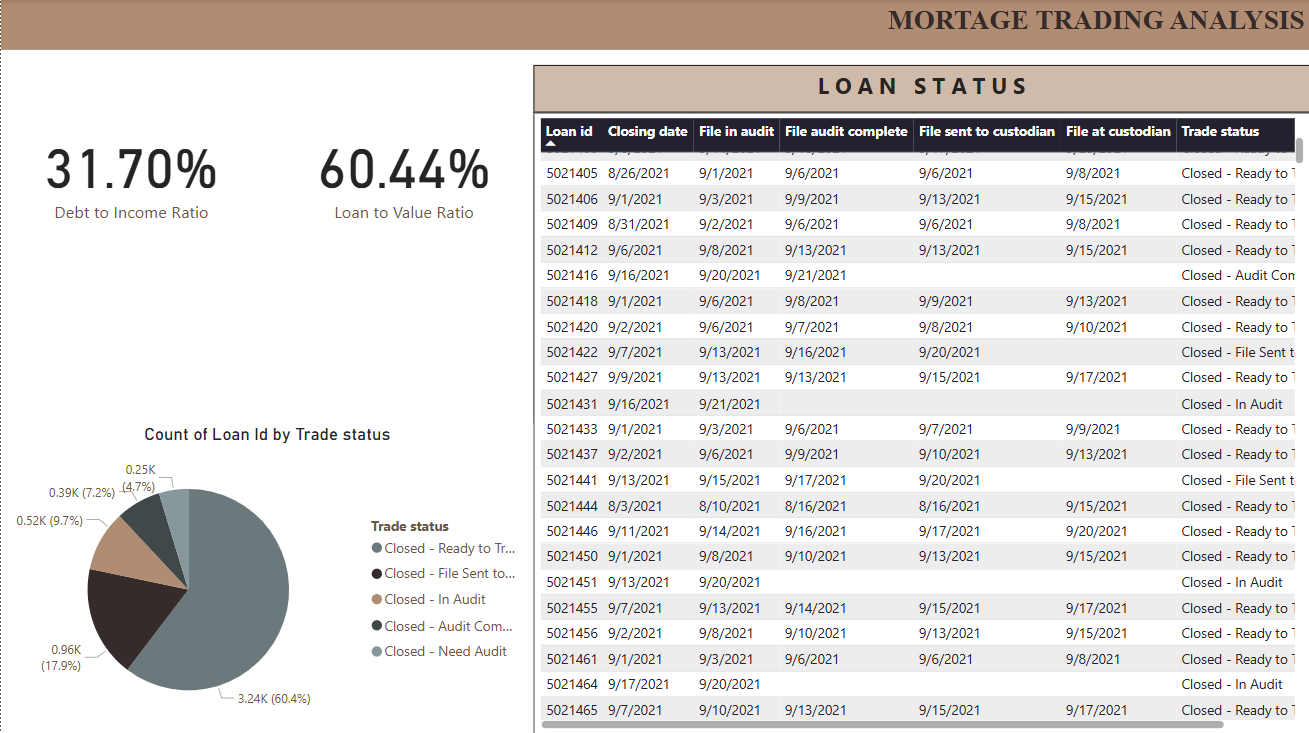 MORTAGE TRADING ANALYSIS
31.70%
Debt to Income Ratio
60.44%
Loan to Value Ratio
LOAN STATUS
Loan id Closing date File in audit File audit complete File sent to custodian File at custodian Trade status
5021405 8/26/2021 9/1/2021 9/6/2021 9/6/2021 9/8/2021 Closed - Ready to T
5021406 9/1/2021 9/3/2021 9/9/2021 9/13/2021 9/15/2021 Closed - Ready to T
5021409 8/31/2021 9/2/2021 9/6/2021 9/6/2021 9/8/2021 Closed - Ready to T
5021412 9/6/2021 9/8/2021 9/13/2021 9/13/2021 9/15/2021 Closed - Ready to T
5021416 9/16/2021 9/20/2021 9/21/2021 Closed - Audit Com
5021418 9/1/2021 9/6/2021 9/8/2021 9/9/2021 9/13/2021 Closed - Ready to T
5021420 9/2/2021 9/6/2021 9/7/2021 9/8/2021 9/10/2021 Closed - Ready to T
5021422 9/7/2021 9/13/2021 9/16/2021 9/20/2021 Closed - File Sent t
5021427 9/9/2021 9/13/2021 9/13/2021 9/15/2021 9/17/2021 Closed - Ready to T
5021431 9/16/2021 9/21/2021 Closed - In Audit
5021433 9/1/2021 9/3/2021 9/6/2021 9/7/2021 9/9/2021 Closed - Ready to T
5021437 9/2/2021 9/6/2021 9/9/2021 9/10/2021 9/13/2021 Closed - Ready to T
5021441 9/13/2021 9/15/2021 9/17/2021 9/20/2021 Closed - File Sent t
5021444 8/3/2021 8/10/2021 8/16/2021 8/16/2021 9/15/2021 Closed - Ready to T
5021446 9/11/2021 9/14/2021 9/16/2021 9/17/2021 9/20/2021 Closed - Ready to T
5021450 9/1/2021 9/8/2021 9/10/2021 9/13/2021 9/15/2021 Closed - Ready to T
5021451 9/13/2021 9/20/2021 Closed - In Audit
5021455 9/7/2021 9/13/2021 9/14/2021 9/15/2021 9/17/2021 Closed - Ready to T
5021456 9/2/2021 9/8/2021 9/10/2021 9/13/2021 9/15/2021 Closed - Ready to T
5021461 9/1/2021 9/3/2021 9/6/2021 9/6/2021 9/8/2021 Closed - Ready to T
5021464 9/17/2021 9/20/2021 Closed - In Audit
5021465 9/7/2021 9/10/2021 9/13/2021 9/15/2021 9/17/2021 Closed - Ready to T
Count of Loan Id by Trade status
0.25K
(4.7%)
0.39K (7.2%)
0.52K (9.7%)
0.96K
(17.9%)
3.24K (60.4%)
Trade status
Closed - Ready to Tr...
Closed - File Sent to...
Closed - In Audit
Closed - Audit Com...
Closed - Need Audit